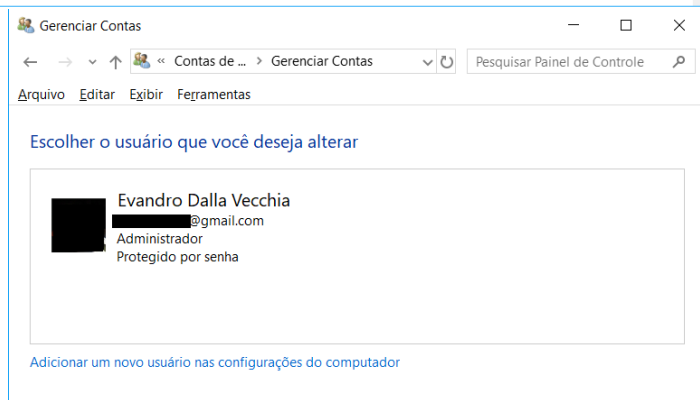 Gerenciar Contas
« Contas de ... > Gerenciar Contas
Pesquisar Painel de Controle
Arquivo Editar Exibir Ferramentas
Escolher o usuário que você deseja alterar
Evandro Dalla Vecchia
@gmail.com
Administrador
Protegido por senha
Adicionar um novo usuário nas configurações do computador